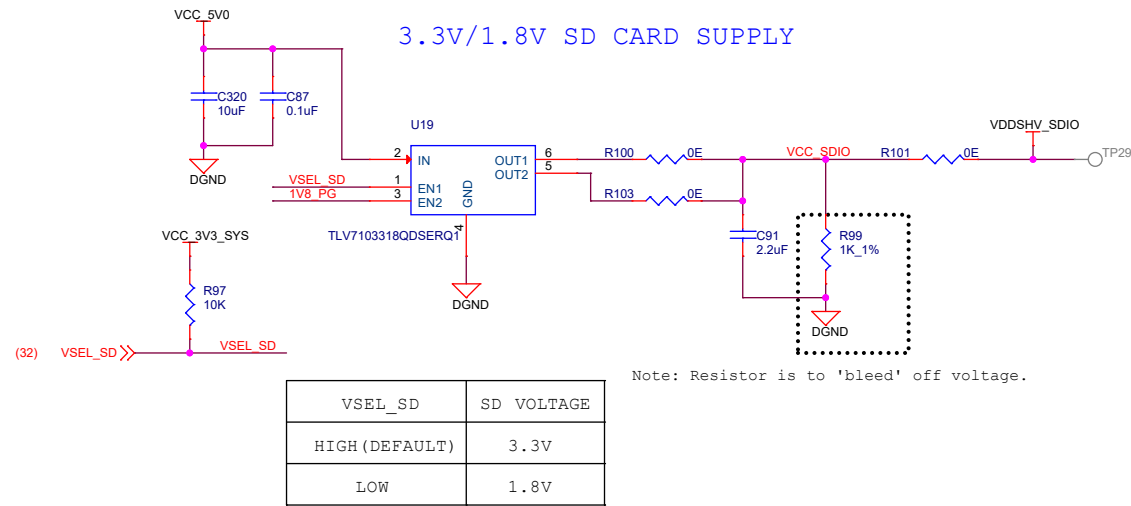 VCC_5V0
3.3V/1.8V SD CARD SUPPLY
C320
10uF
C87
0.1uF
DGND
U19
2
IN
1
EN1
3
EN2
GND
4
OUT1
6
OUT2
5
VSEL_SD
1V8_PG
TLV7103318QDSERQ1
DGND
R100
0E
R103
0E
VCC_SDIO
R101
0E
VDDSHV_SDIO
TP29
C91
2.2uF
R99
1K_1%
DGND
Note: Resistor is to 'bleed' off voltage.
VCC_3V3_SYS
R97
10K
(32)
VSEL_SD
VSEL_SD
VSEL_SD SD VOLTAGE
HIGH(DEFAULT) 3.3V
LOW 1.8V